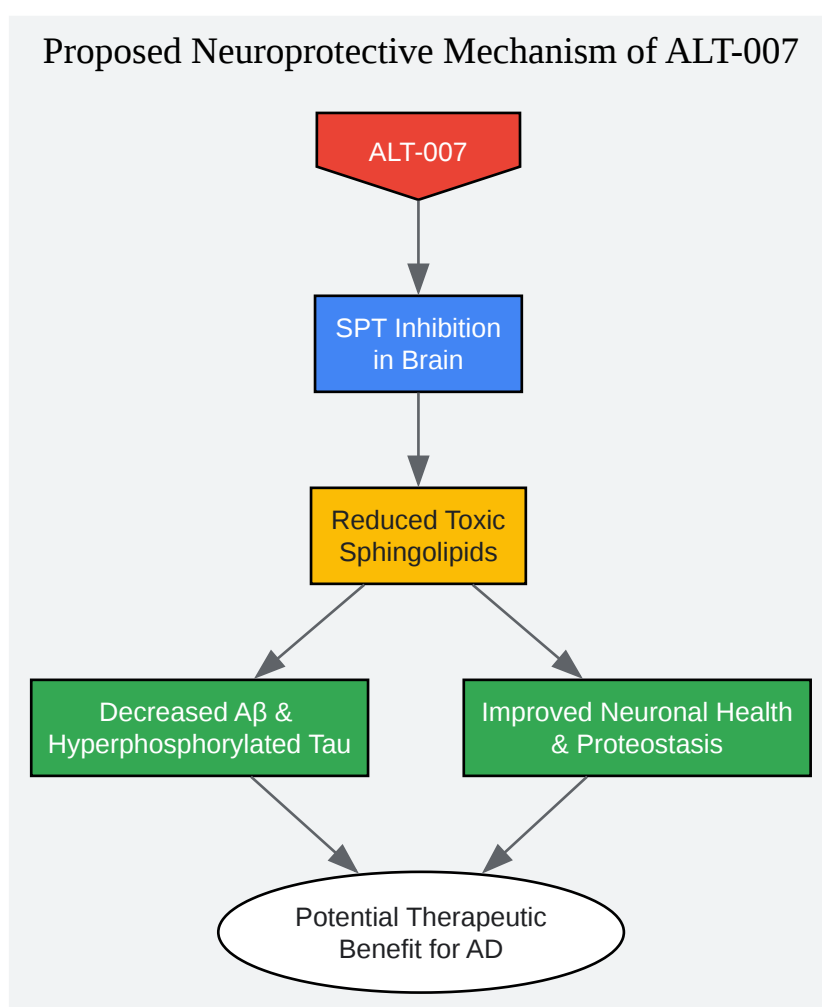 Proposed Neuroprotective Mechanism of ALT-007
ALT-007
SPT Inhibition
in Brain
Reduced Toxic
Sphingolipids
Decreased Aβ &
Hyperphosphorylated Tau
Improved Neuronal Health
& Proteostasis
Potential Therapeutic
Benefit for AD